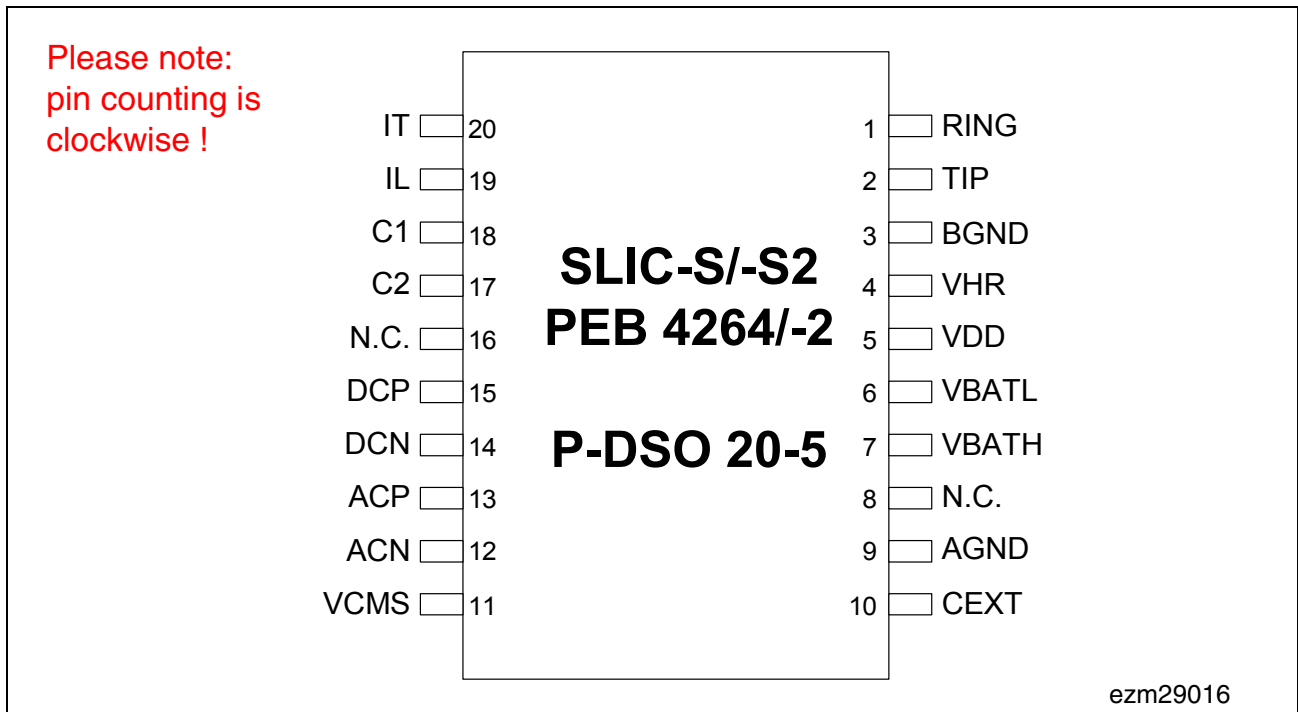 Please note:
pin counting is
clockwise !
IT 20 1 RING
IL 19 2 TIP
C1 18 3 BGND
C2 17 4 VHR
N.C. 16 5 VDD
DCP 15 6 VBATL
DCN 14 7 VBATH
ACP 13 8 N.C.
ACN 12 9 AGND
VCMS 11 10 CEXT
SLIC-S/-S2
PEB 4264/-2
P-DSO 20-5
ezm29016